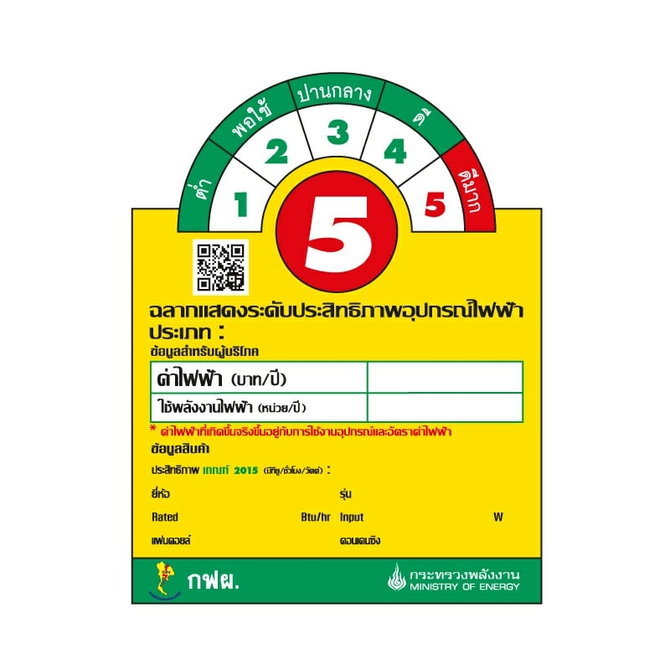 ต่ำ พอใช้ ปานกลาง ดี ดีมาก
1 2 3 4 5
5
ฉลากแสดงระดับประสิทธิภาพอุปกรณ์ไฟฟ้า
ประเภท :
ข้อมูลสำหรับผู้บริโภค
ค่าไฟฟ้า (บาท/ปี)
ใช้พลังงานไฟฟ้า (หน่วย/ปี)
* ค่าไฟฟ้าที่เกิดขึ้นจริงขึ้นอยู่กับการใช้งานอุปกรณ์และอัตราค่าไฟฟ้า
ข้อมูลสินค้า
ประสิทธิภาพ เกณฑ์ 2015 (บีทียู/ชั่วโมง/วัตต์) :
ยี่ห้อ รุ่น
Rated Btu/hr Input W
แฟนคอยล์ คอนเดนซิง
กฟผ. กระทรวงพลังงาน
MINISTRY OF ENERGY